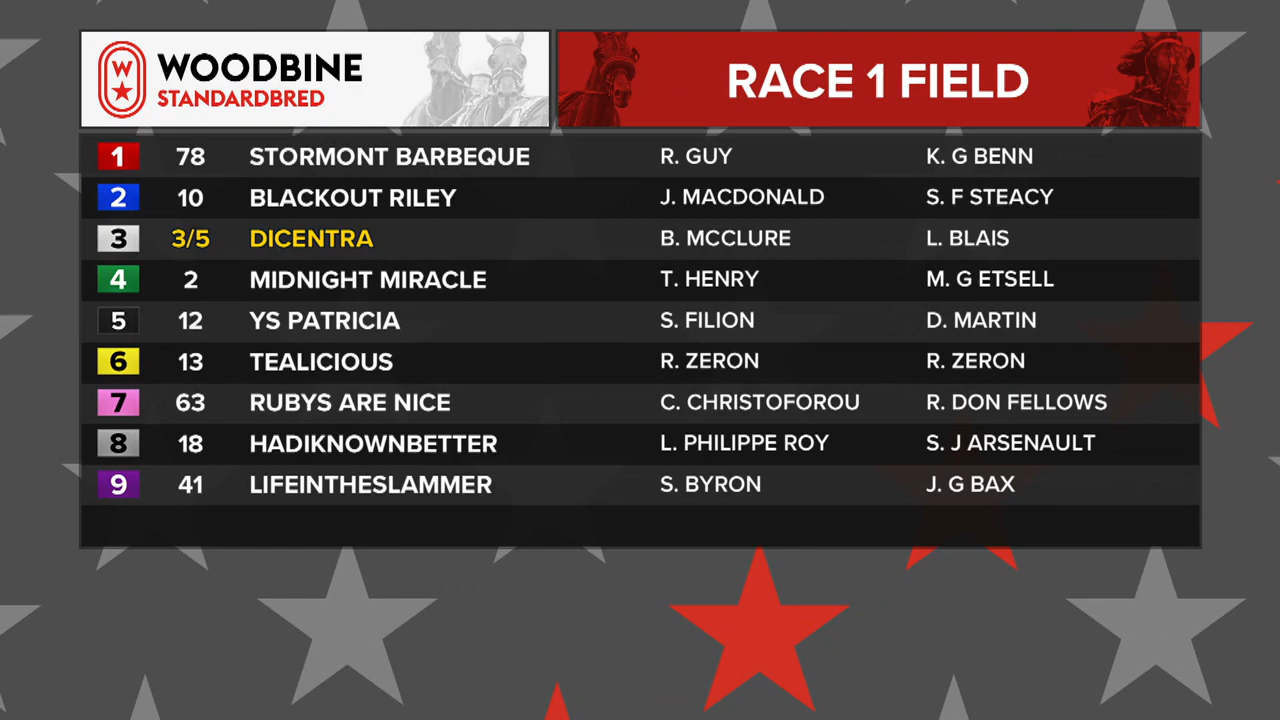 W
WOODBINE
STANDARDBRED
RACE 1 FIELD
1 78 STORMONT BARBEQUE R. GUY K. G BENN
2 10 BLACKOUT RILEY J. MACDONALD S. F STEACY
3 3/5 DICENTRA B. MCCLURE L. BLAIS
4 2 MIDNIGHT MIRACLE T. HENRY M. G ETSELL
5 12 YS PATRICIA S. FILION D. MARTIN
6 13 TEALICIOUS R. ZERON R. ZERON
7 63 RUBYS ARE NICE C. CHRISTOFOROU R. DON FELLOWS
8 18 HADIKNOWNBETTER L. PHILIPPE ROY S. J ARSENAULT
9 41 LIFEINTHESLAMMER S. BYRON J. G BAX